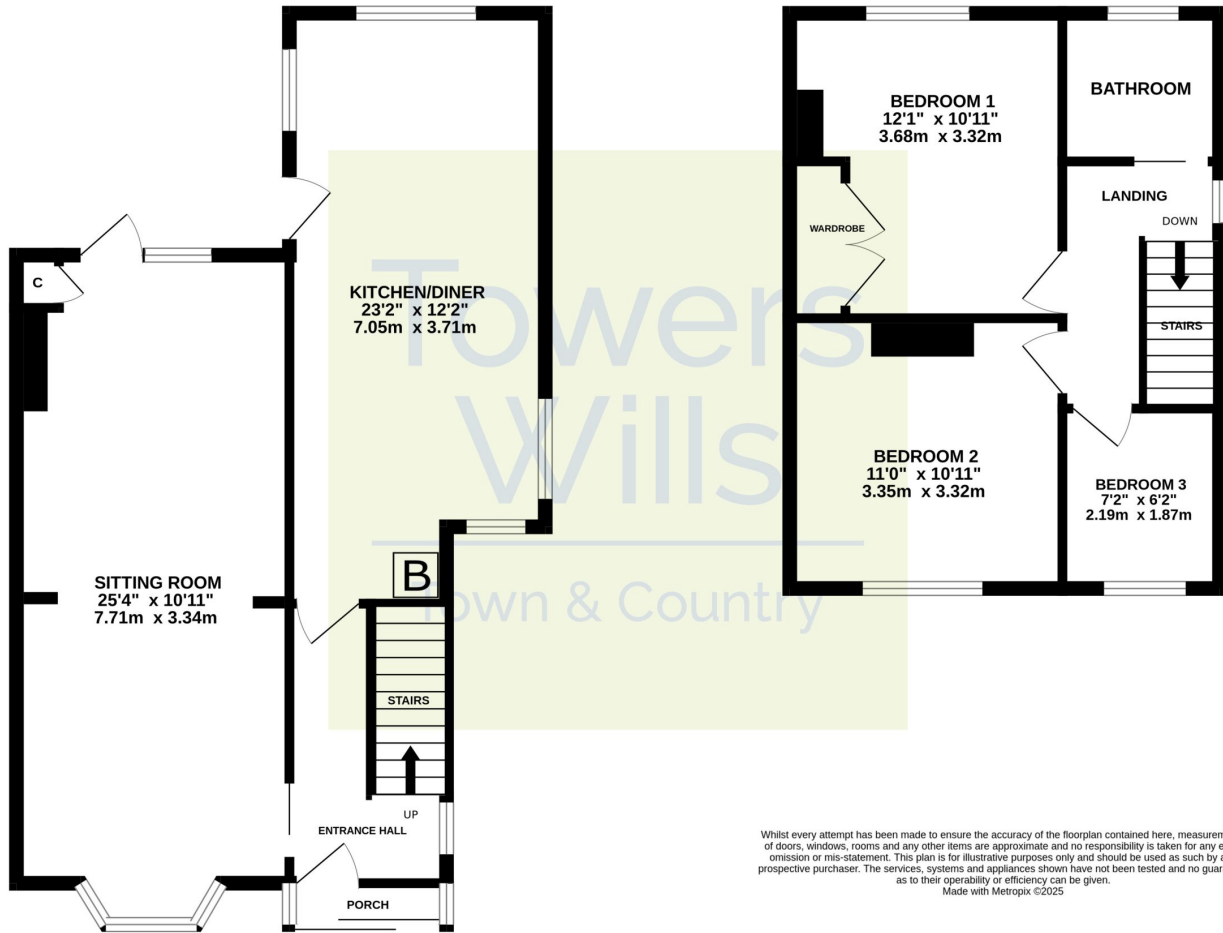 KITCHEN/DINER
23'2" x 12'2"
7.05m x 3.71m
C
SITTING ROOM
25'4" x 10'11"
7.71m x 3.34m
B
STAIRS
UP
ENTRANCE HALL
PORCH
BEDROOM 1
12'1" x 10'11"
3.68m x 3.32m
BATHROOM
WARDROBE
LANDING
DOWN
STAIRS
BEDROOM 2
11'0" x 10'11"
3.35m x 3.32m
BEDROOM 3
7'2" x 6'2"
2.19m x 1.87m
Towers
Wills
Town & Country
Whilst every attempt has been made to ensure the accuracy of the floorplan contained here, measurem
of doors, windows, rooms and any other items are approximate and no responsibility is taken for any e
omission or mis-statement. This plan is for illustrative purposes only and should be used as such by a
prospective purchaser. The services, systems and appliances shown have not been tested and no guar
as to their operability or efficiency can be given.
Made with Metropix ©2025